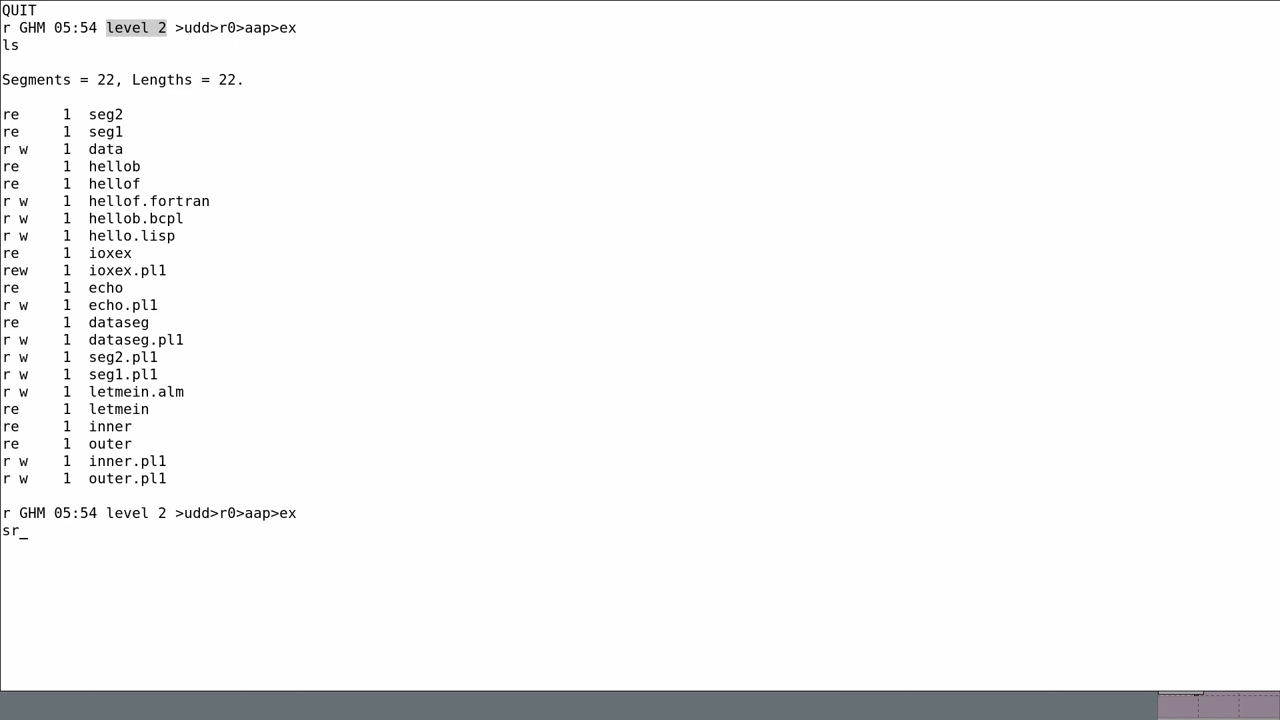 QUIT
r GHM 05:54 level 2 >udd>r0>aap>ex
ls
Segments = 22, Lengths = 22.
re     1  seg2
re     1  seg1
r w    1  data
re     1  hellob
re     1  hellof
r w    1  hellof.fortran
r w    1  hellob.bcpl
r w    1  hello.lisp
re     1  ioxex
rew    1  ioxex.pl1
re     1  echo
r w    1  echo.pl1
re     1  dataseg
r w    1  dataseg.pl1
r w    1  seg2.pl1
r w    1  seg1.pl1
r w    1  letmein.alm
re     1  letmein
re     1  inner
re     1  outer
r w    1  inner.pl1
r w    1  outer.pl1
r GHM 05:54 level 2 >udd>r0>aap>ex
sr_